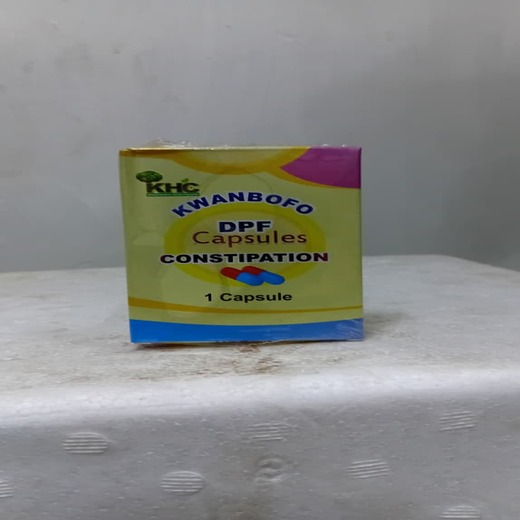 KHC
KWANBOFO
DPF
Capsules
CONSTIPATION
1 Capsule